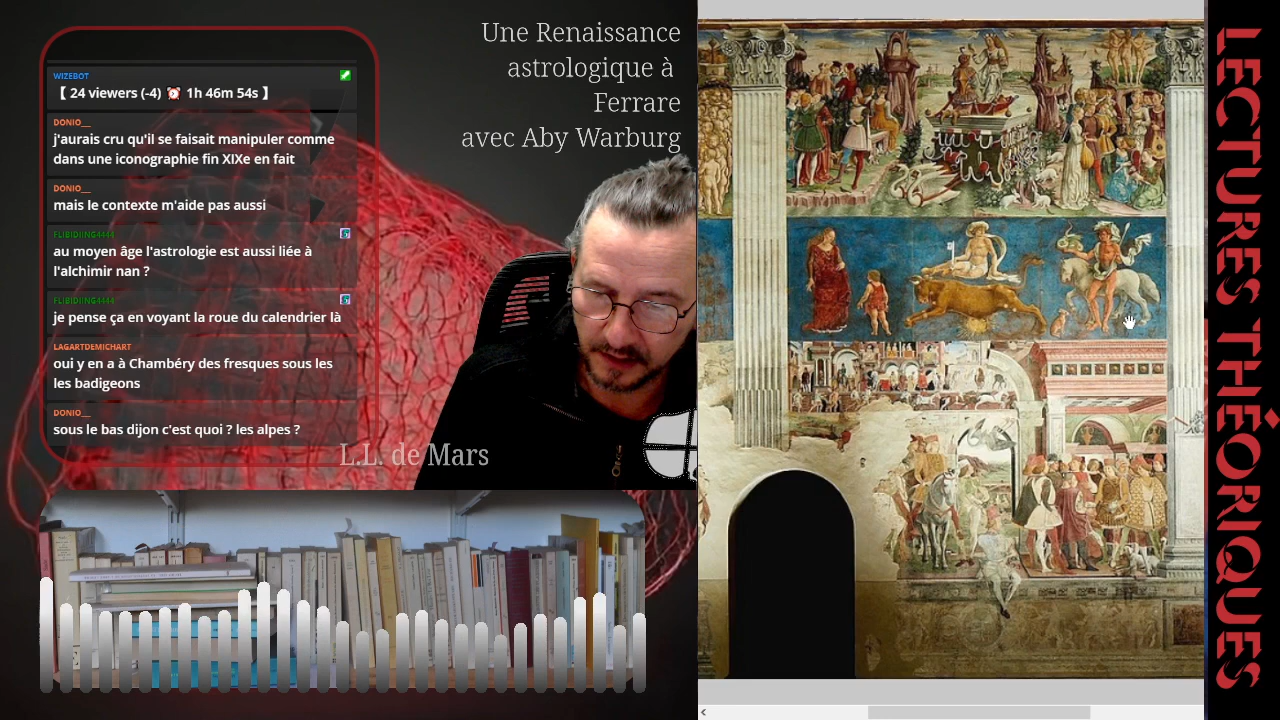 Une Renaissance
astrologique à
Ferrare
avec Aby Warburg
WIZEBOT
【 24 viewers (-4) ⏰ 1h 46m 54s 】
DONIO__
j'aurais cru qu'il se faisait manipuler comme
dans une iconographie fin XIXe en fait
DONIO__
mais le contexte m'aide pas aussi
FLIBIDIING4444
au moyen âge l'astrologie est aussi liée à
l'alchimir nan ?
FLIBIDIING4444
je pense ça en voyant la roue du calendrier là
LAGARTDEMICHART
oui y en a à Chambéry des fresques sous les
les badigeons
DONIO__
sous le bas dijon c'est quoi ? les alpes ?
L.L. de Mars
LECTURES THÉORIQUES